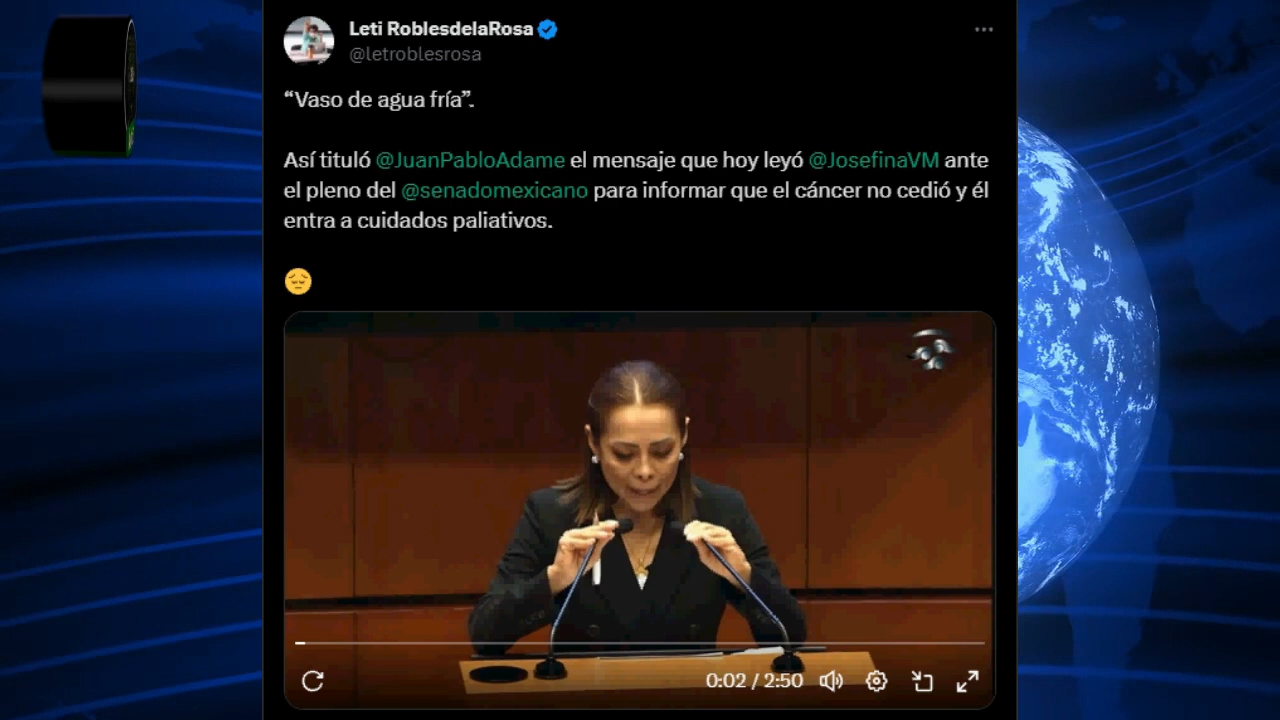 Leti RoblesdelaRosa
@letroblesrosa
“Vaso de agua fría”.
Así tituló @JuanPabloAdame el mensaje que hoy leyó @JosefinaVM ante
el pleno del @senadomexicano para informar que el cáncer no cedió y él
entra a cuidados paliativos.
0:02 / 2:50